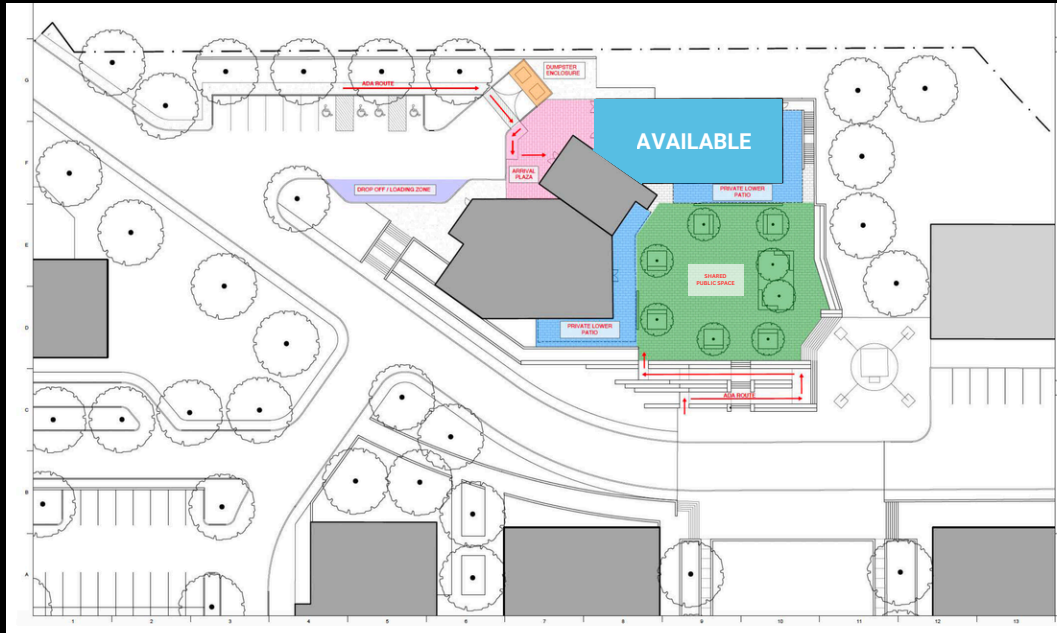 DUMPSTER
ENCLOSURE
G
ADA ROUTE
AVAILABLE
F
ARRIVAL
PLAZA
DROP OFF / LOADING ZONE
PRIVATE LOWER
PATIO
E
SHARED
PUBLIC SPACE
D
PRIVATE LOWER
PATIO
ADA ROUTE
C
B
A
1 2 3 4 5 6 7 8 9 10 11 12 13